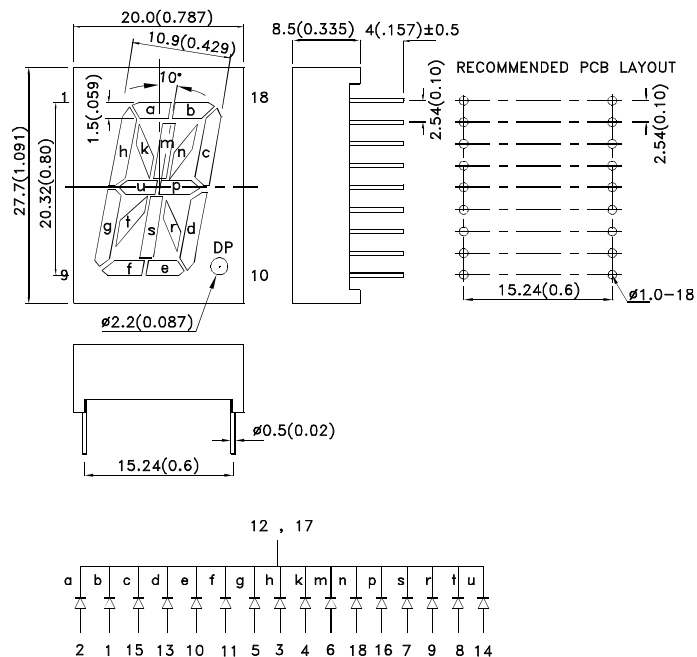 20.0(0.787)
10.9(0.429)
10°
1.5(.059)
27.7(1.091)
20.32(0.80)
1
18
9
10
a b
h k m n c
u p
g t s r d
f e
DP
ø2.2(0.087)
8.5(0.335)
4(.157)±0.5
2.54(0.10)
RECOMMENDED PCB LAYOUT
2.54(0.10)
15.24(0.6)
ø1.0-18
ø0.5(0.02)
15.24(0.6)
12 , 17
a b c d e f g h k m n p s r t u
2 1 15 13 10 11 5 3 4 6 18 16 7 9 8 14